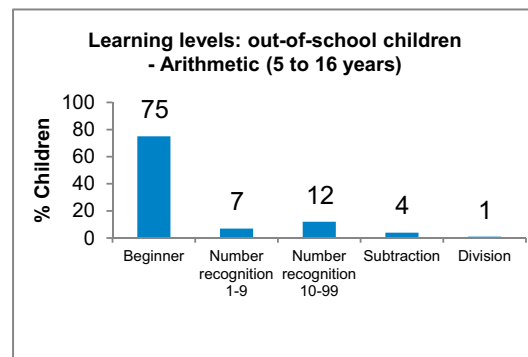 Learning levels: out-of-school children
- Arithmetic (5 to 16 years)
% Children
100
80
60
40
20
0
75
7
12
4
1
Beginner
Number
recognition
1-9
Number
recognition
10-99
Subtraction
Division